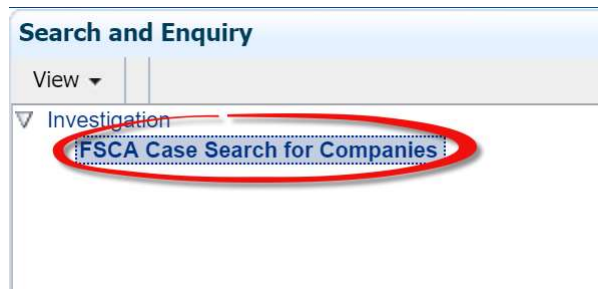 Search and Enquiry
View
Investigation
FSCA Case Search for Companies